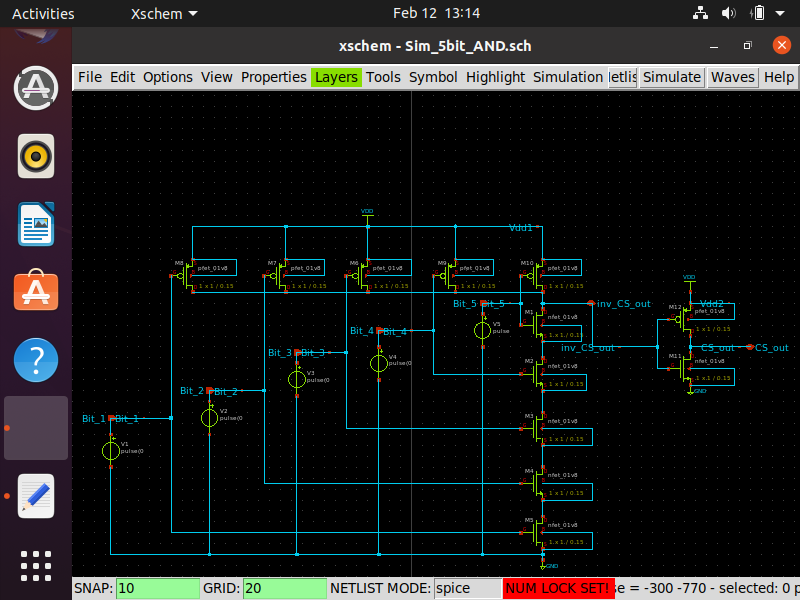 Activities Xschem Feb 12 13:14
xschem - Sim_5bit_AND.sch
File Edit Options View Properties Layers Tools Symbol Highlight Simulation Netlis Simulate Waves Help
VDD
Vdd1
M8 pfet_01v8 1 x 1 / 0.15
M7 pfet_01v8 1 x 1 / 0.15
M6 pfet_01v8 1 x 1 / 0.15
M9 pfet_01v8 1 x 1 / 0.15
M10 pfet_01v8 1 x 1 / 0.15
VDD
Bit_5 Bit_5 inv_CS_out
M12 Vdd2
pfet_01v8
1 x 1 / 0.15
M1 nfet_01v8
1 x 1 / 0.15
V5
pulse
Bit_4 Bit_4
inv_CS_out CS_out CS_out
Bit_3 Bit_3
V4
pulse(0
M2 nfet_01v8
1 x 1 / 0.15
M11 nfet_01v8
1 x 1 / 0.15
GND
V3
pulse(0
Bit_2 Bit_2
V2
pulse(0
Bit_1 Bit_1
M3 nfet_01v8
1 x 1 / 0.15
V1
pulse(0
M4 nfet_01v8
1 x 1 / 0.15
M5 nfet_01v8
1 x 1 / 0.15
GND
SNAP: 10 GRID: 20 NETLIST MODE: spice NUM LOCK SET! se = -300 -770 - selected: 0 p